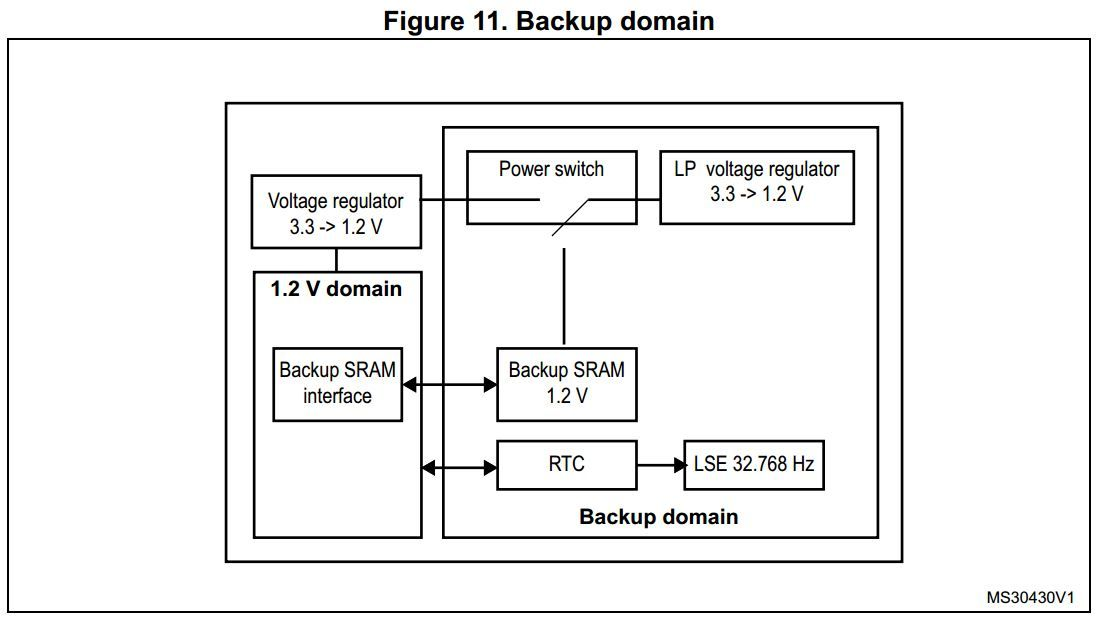 Figure 11. Backup domain
Power switch
LP voltage regulator
3.3 -> 1.2 V
Voltage regulator
3.3 -> 1.2 V
1.2 V domain
Backup SRAM
interface
Backup SRAM
1.2 V
RTC
LSE 32.768 Hz
Backup domain
MS30430V1